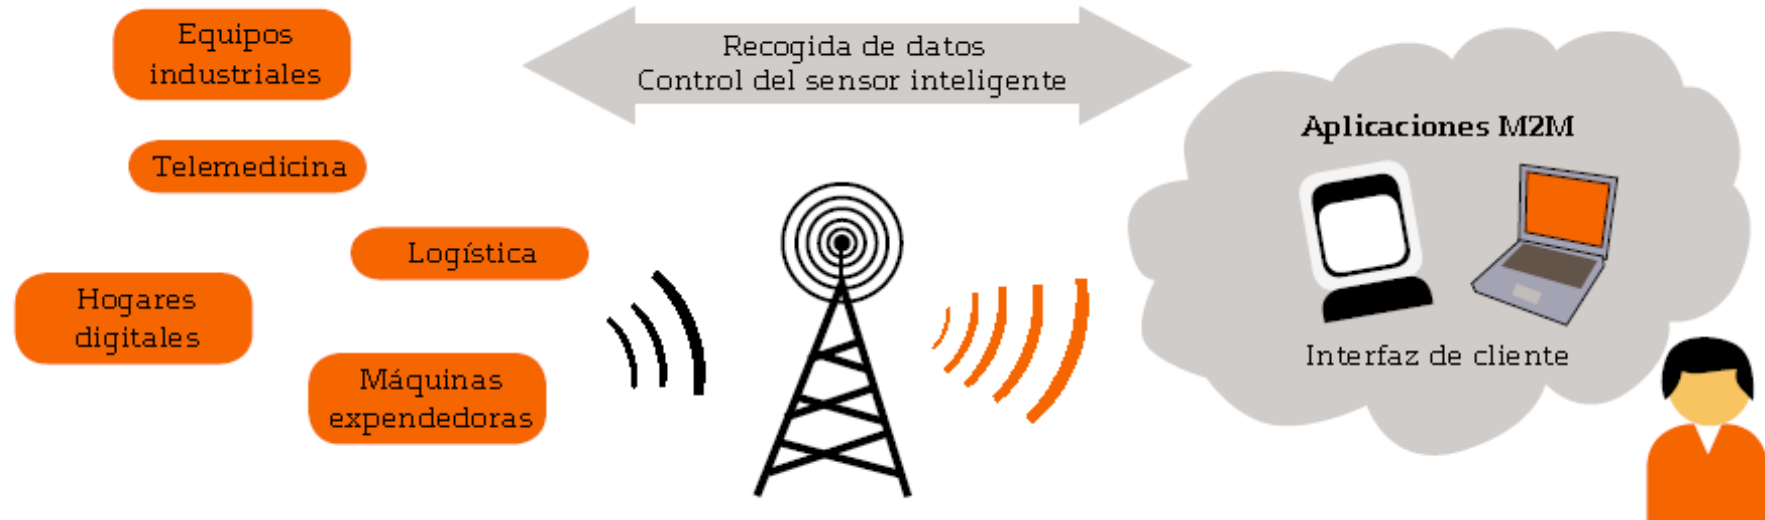 Equipos
industriales
Telemedicina
Logística
Hogares
digitales
Máquinas
expendedoras
Recogida de datos
Control del sensor inteligente
Aplicaciones M2M
Interfaz de cliente